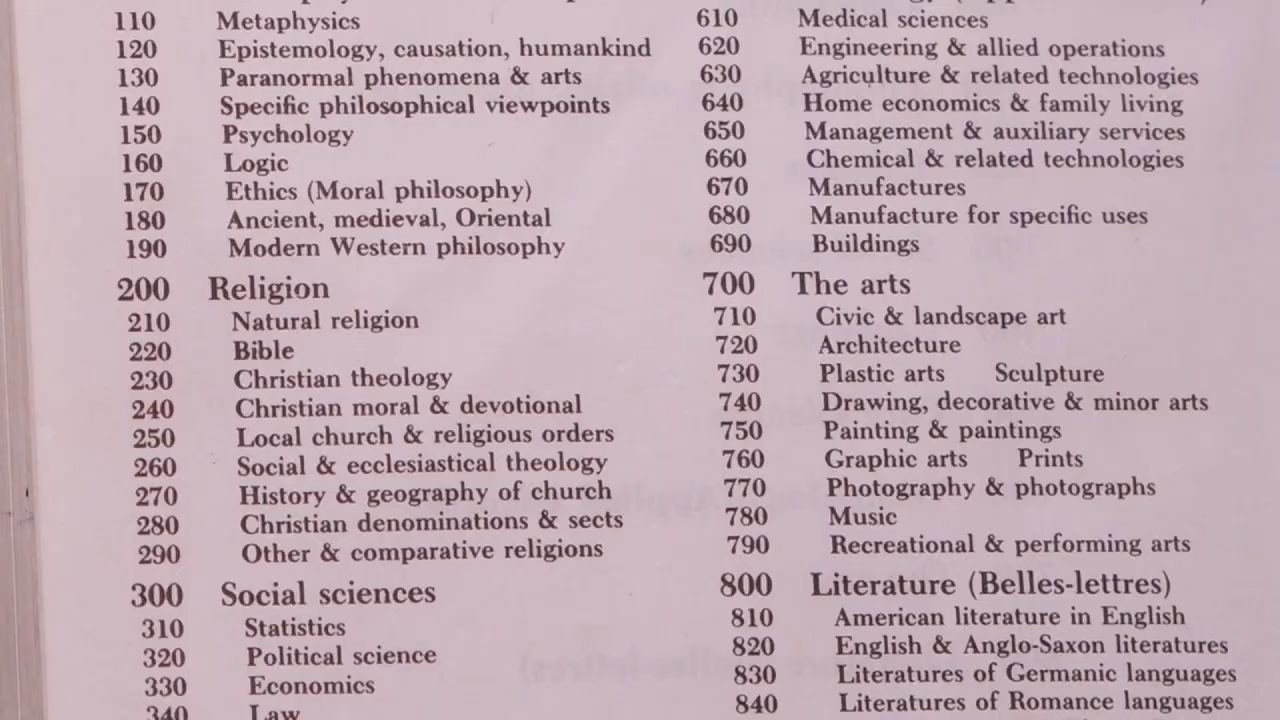 110 Metaphysics
120 Epistemology, causation, humankind
130 Paranormal phenomena & arts
140 Specific philosophical viewpoints
150 Psychology
160 Logic
170 Ethics (Moral philosophy)
180 Ancient, medieval, Oriental
190 Modern Western philosophy
200 Religion
210 Natural religion
220 Bible
230 Christian theology
240 Christian moral & devotional
250 Local church & religious orders
260 Social & ecclesiastical theology
270 History & geography of church
280 Christian denominations & sects
290 Other & comparative religions
300 Social sciences
310 Statistics
320 Political science
330 Economics
340 Law
610 Medical sciences
620 Engineering & allied operations
630 Agriculture & related technologies
640 Home economics & family living
650 Management & auxiliary services
660 Chemical & related technologies
670 Manufactures
680 Manufacture for specific uses
690 Buildings
700 The arts
710 Civic & landscape art
720 Architecture
730 Plastic arts Sculpture
740 Drawing, decorative & minor arts
750 Painting & paintings
760 Graphic arts Prints
770 Photography & photographs
780 Music
790 Recreational & performing arts
800 Literature (Belles-lettres)
810 American literature in English
820 English & Anglo-Saxon literatures
830 Literatures of Germanic languages
840 Literatures of Romance languages